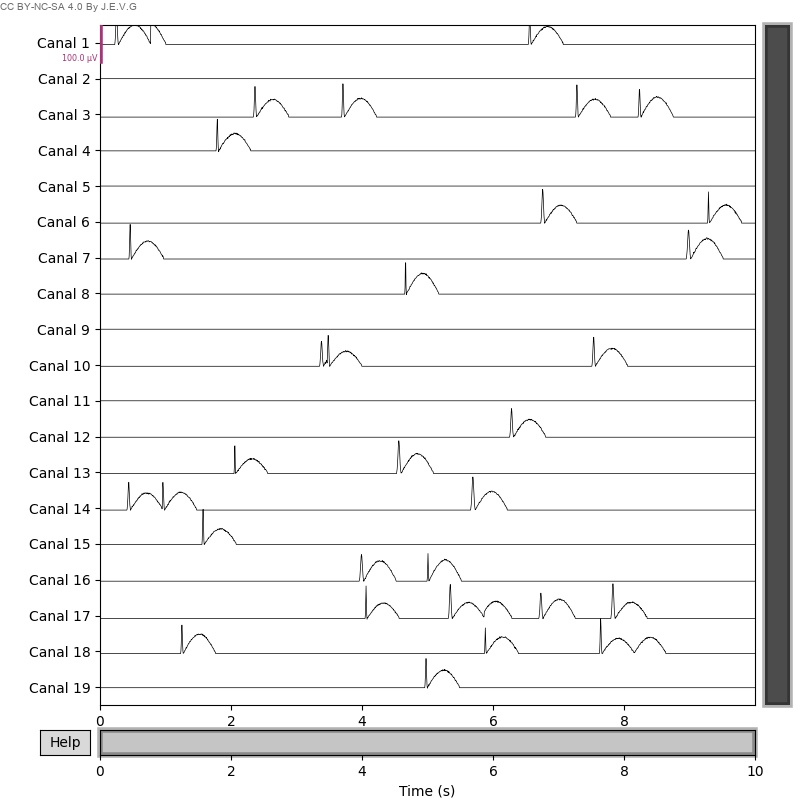 CC BY-NC-SA 4.0 By J.E.V.G
Canal 1
100.0 µV
Canal 2
Canal 3
Canal 4
Canal 5
Canal 6
Canal 7
Canal 8
Canal 9
Canal 10
Canal 11
Canal 12
Canal 13
Canal 14
Canal 15
Canal 16
Canal 17
Canal 18
Canal 19
0 2 4 6 8
Help
0 2 4 6 8 10
Time (s)